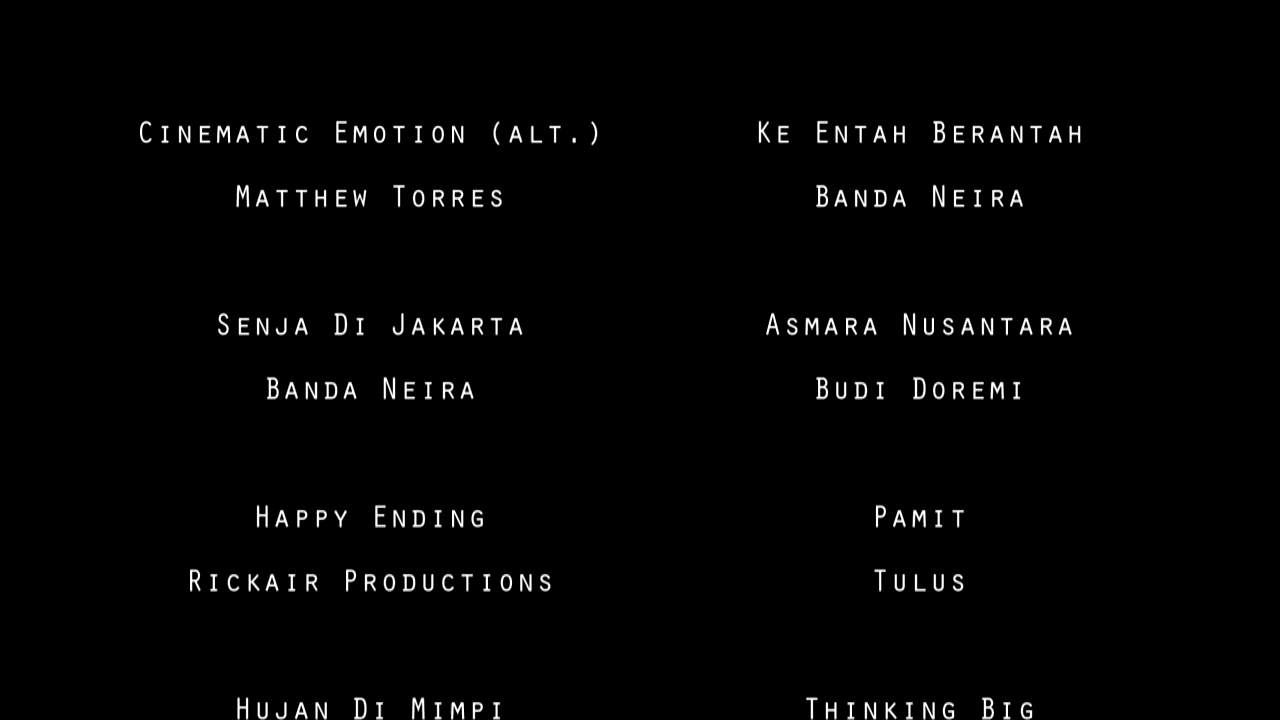 Cinematic Emotion (alt.)
Matthew Torres
Ke Entah Berantah
Banda Neira
Senja Di Jakarta
Banda Neira
Asmara Nusantara
Budi Doremi
Happy Ending
Rickair Productions
Pamit
Tulus
Hujan Di Mimpi
Thinking Big